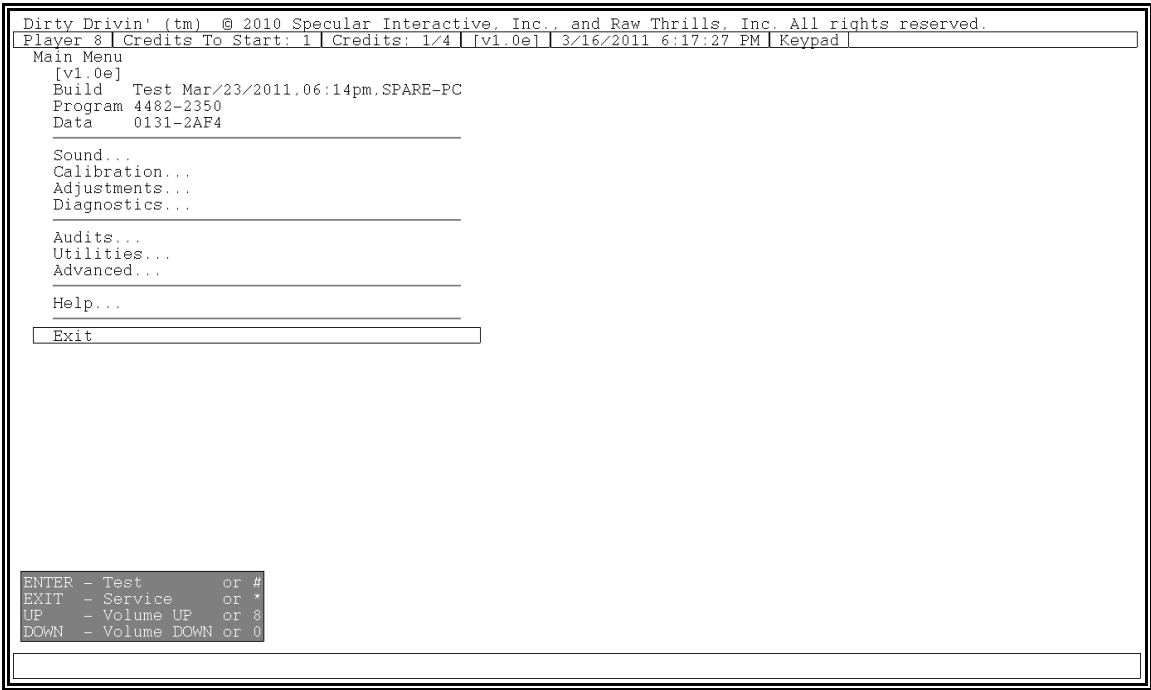 Dirty Drivin' (tm) © 2010 Specular Interactive, Inc., and Raw Thrills, Inc. All rights reserved.
Player 8 | Credits To Start: 1 | Credits: 1/4 | [v1.0e] | 3/16/2011 6:17:27 PM | Keypad |
Main Menu
[v1.0e]
Build Test Mar/23/2011,06:14pm,SPARE-PC
Program 4482-2350
Data 0131-2AF4
Sound...
Calibration...
Adjustments...
Diagnostics...
Audits...
Utilities...
Advanced...
Help...
Exit
ENTER - Test or #
EXIT - Service or *
UP - Volume UP or 8
DOWN - Volume DOWN or 0